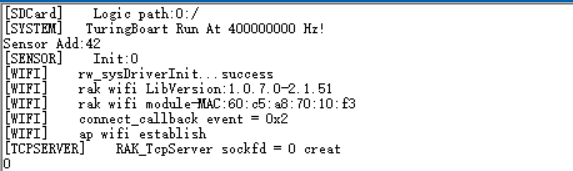 [SDCard]    Logic path:0:/
[SYSTEM]    TuringBoart Run At 400000000 Hz!
Sensor Add:42
[SENSOR]    Init:0
[WIFI]    rw_sysDriverInit...success
[WIFI]    rak wifi LibVersion:1.0.7.0-2.1.51
[WIFI]    rak wifi module-MAC:60:c5:a8:70:10:f3
[WIFI]    connect_callback event = 0x2
[WIFI]    ap wifi establish
[TCPSERVER]    RAK_TcpServer sockfd = 0 creat
0